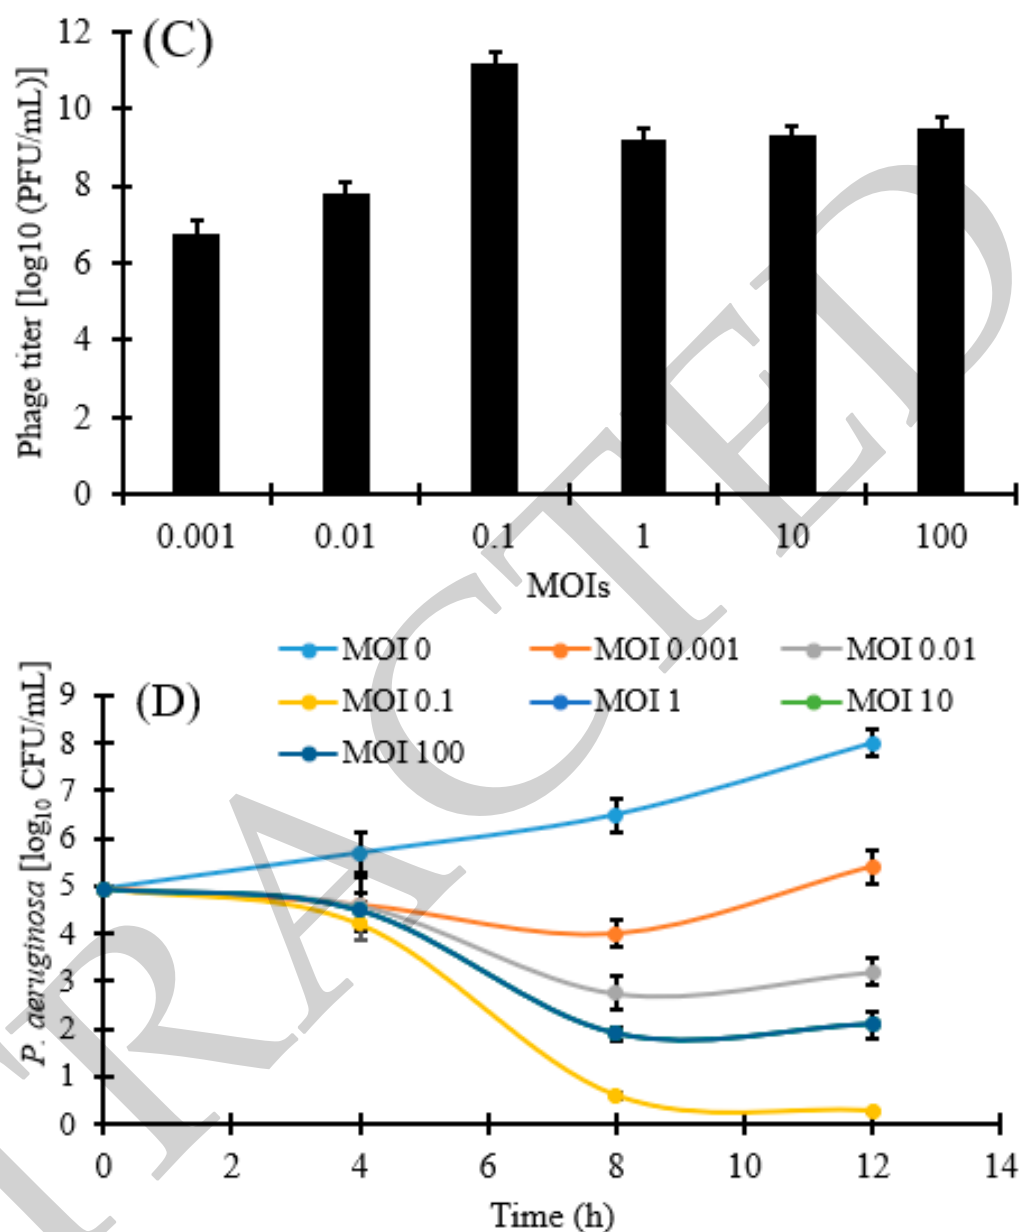 (C)
Phage titer [log10 (PFU/mL)]
12
10
8
6
4
2
0
0.001 0.01 0.1 1 10 100
MOIs
MOI 0 MOI 0.001 MOI 0.01
MOI 0.1 MOI 1 MOI 10
MOI 100
(D)
P. aeruginosa [log10 CFU/mL]
9
8
7
6
5
4
3
2
1
0
0 2 4 6 8 10 12 14
Time (h)
TRACTED